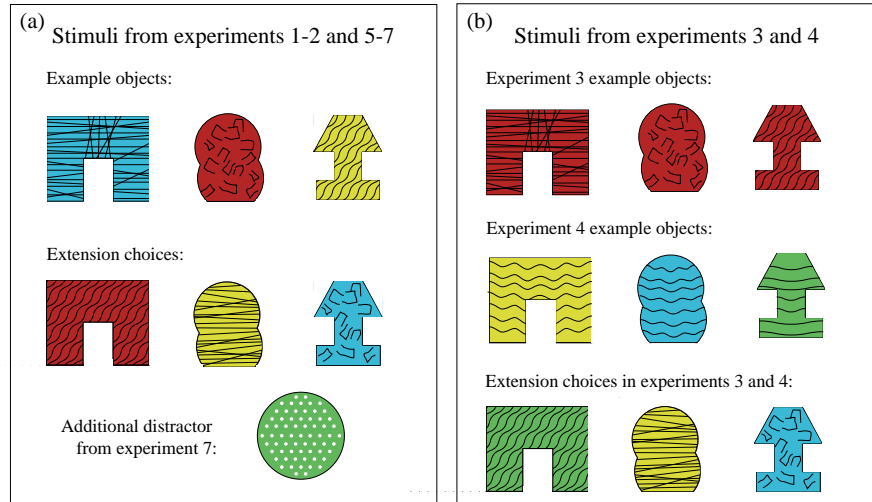 (a)
Stimuli from experiments 1-2 and 5-7
Example objects:
Extension choices:
Additional distractor
from experiment 7:
(b)
Stimuli from experiments 3 and 4
Experiment 3 example objects:
Experiment 4 example objects:
Extension choices in experiments 3 and 4: